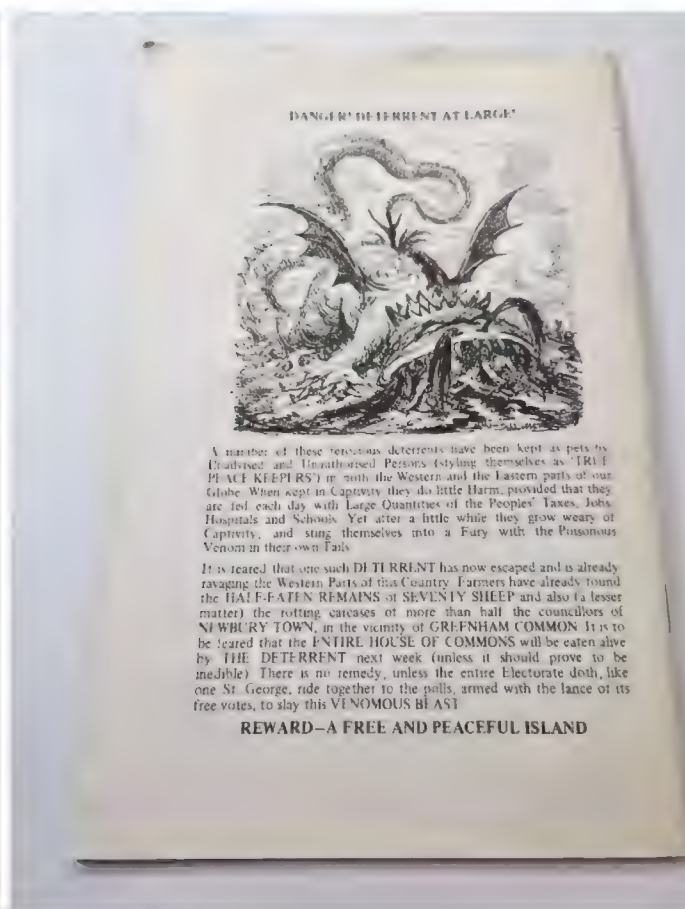 DANGER! DETERRENT AT LARGE!
A number of these ferocious deterrents have been kept as pets by
Unadvised and Unauthorised Persons (styling themselves as 'TRUE
PEACE KEEPERS') in both the Western and the Eastern parts of our
Globe. When kept in Captivity they do little Harm, provided that they
are fed each day with Large Quantities of the Peoples' Taxes, Jobs
Hospitals and Schools. Yet after a little while they grow weary of
Captivity, and sting themselves into a Fury with the Poisonous
Venom in their own Tails
It is feared that one such DETERRENT has now escaped and is already
ravaging the Western Parts of this Country. Farmers have already found
the HALF-EATEN REMAINS of SEVENTY SHEEP and also (a lesser
matter) the rotting carcases of more than half the councillors of
NEWBURY TOWN, in the vicinity of GREENHAM COMMON. It is to
be feared that the ENTIRE HOUSE OF COMMONS will be eaten alive
by THE DETERRENT next week (unless it should prove to be
inedible). There is no remedy, unless the entire Electorate doth, like
one St. George, ride together to the polls, armed with the lance of its
free votes, to slay this VENOMOUS BEAST
REWARD—A FREE AND PEACEFUL ISLAND